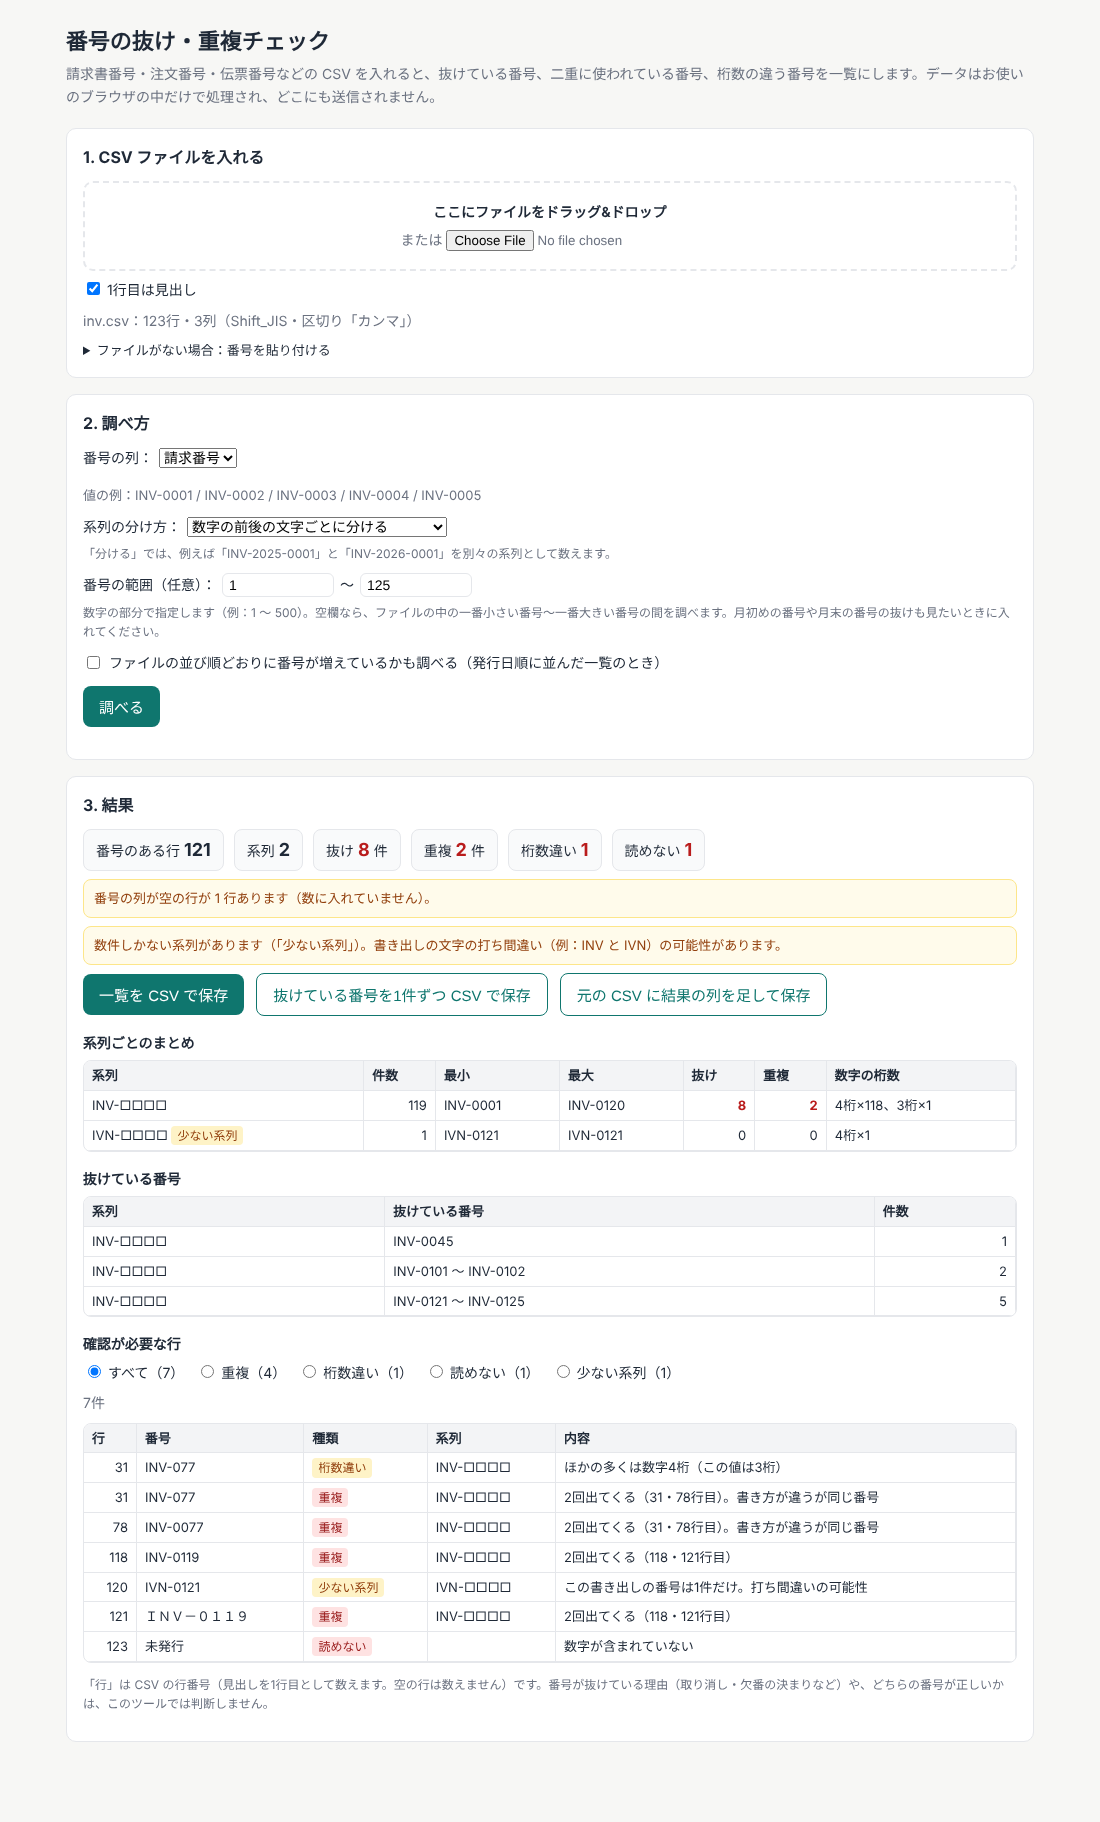 番号の抜け・重複チェック
請求書番号・注文番号・伝票番号などの CSV を入れると、抜けている番号、二重に使われている番号、桁数の違う番号を一覧にします。データはお使い
のブラウザの中だけで処理され、どこにも送信されません。
1. CSV ファイルを入れる
ここにファイルをドラッグ&ドロップ
または Choose File No file chosen
1行目は見出し
inv.csv：123行・3列（Shift_JIS・区切り「カンマ」）
▶ ファイルがない場合：番号を貼り付ける
2. 調べ方
番号の列： 請求番号
値の例：INV-0001 / INV-0002 / INV-0003 / INV-0004 / INV-0005
系列の分け方： 数字の前後の文字ごとに分ける
「分ける」では、例えば「INV-2025-0001」と「INV-2026-0001」を別々の系列として数えます。
番号の範囲（任意）： 1 〜 125
数字の部分で指定します（例：1 〜 500）。空欄なら、ファイルの中の一番小さい番号〜一番大きい番号の間を調べます。月初めの番号や月末の番号の抜けも見たいときに入
れてください。
ファイルの並び順どおりに番号が増えているかも調べる（発行日順に並んだ一覧のとき）
調べる
3. 結果
番号のある行 121 系列 2 抜け 8 件 重複 2 件 桁数違い 1 読めない 1
番号の列が空の行が 1 行あります（数に入れていません）。
数件しかない系列があります（「少ない系列」）。書き出しの文字の打ち間違い（例：INV と IVN）の可能性があります。
一覧を CSV で保存 抜けている番号を1件ずつ CSV で保存 元の CSV に結果の列を足して保存
系列ごとのまとめ
系列 件数 最小 最大 抜け 重複 数字の桁数
INV-□□□□ 119 INV-0001 INV-0120 8 2 4桁×118、3桁×1
IVN-□□□□ 少ない系列 1 IVN-0121 IVN-0121 0 0 4桁×1
抜けている番号
系列 抜けている番号 件数
INV-□□□□ INV-0045 1
INV-□□□□ INV-0101 〜 INV-0102 2
INV-□□□□ INV-0121 〜 INV-0125 5
確認が必要な行
すべて（7） 重複（4） 桁数違い（1） 読めない（1） 少ない系列（1）
7件
行 番号 種類 系列 内容
31 INV-077 桁数違い INV-□□□□ ほかの多くは数字4桁（この値は3桁）
31 INV-077 重複 INV-□□□□ 2回出てくる（31・78行目）。書き方が違うが同じ番号
78 INV-0077 重複 INV-□□□□ 2回出てくる（31・78行目）。書き方が違うが同じ番号
118 INV-0119 重複 INV-□□□□ 2回出てくる（118・121行目）
120 IVN-0121 少ない系列 IVN-□□□□ この書き出しの番号は1件だけ。打ち間違いの可能性
121 ＩＮＶ－０１１９ 重複 INV-□□□□ 2回出てくる（118・121行目）
123 未発行 読めない 数字が含まれていない
「行」は CSV の行番号（見出しを1行目として数えます。空の行は数えません）です。番号が抜けている理由（取り消し・欠番の決まりなど）や、どちらの番号が正しいか
は、このツールでは判断しません。